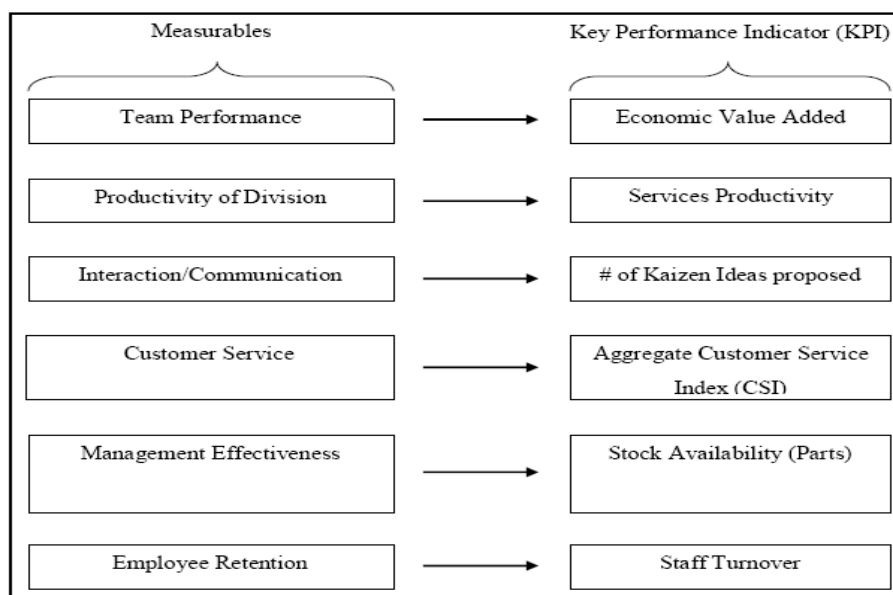 Measurables
Key Performance Indicator (KPI)
Team Performance
Economic Value Added
Productivity of Division
Services Productivity
Interaction/Communication
# of Kaizen Ideas proposed
Customer Service
Aggregate Customer Service
Index (CSI)
Management Effectiveness
Stock Availability (Parts)
Employee Retention
Staff Turnover